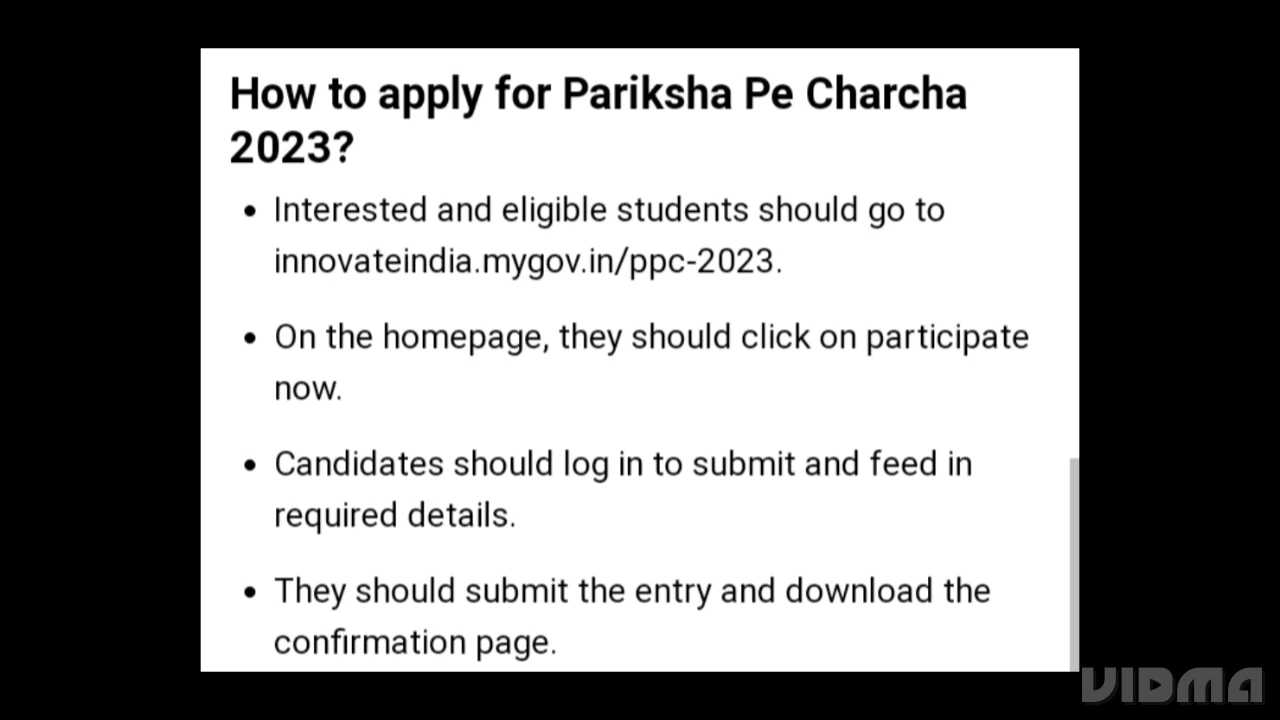 How to apply for Pariksha Pe Charcha
2023?
• Interested and eligible students should go to
innovateindia.mygov.in/ppc-2023.
• On the homepage, they should click on participate
now.
• Candidates should log in to submit and feed in
required details.
• They should submit the entry and download the
confirmation page.
VIDMA